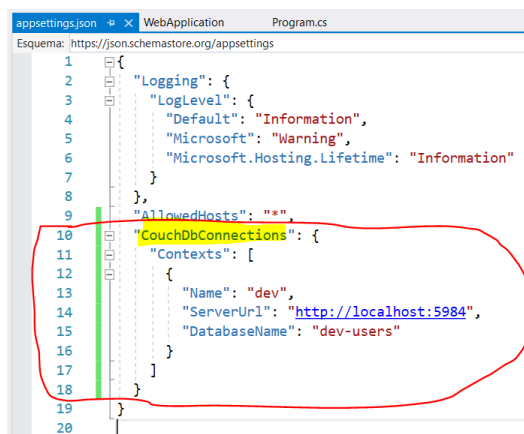 appsettings.json WebApplication Program.cs
Esquema: https://json.schemastore.org/appsettings
1 {
2 "Logging": {
3 "LogLevel": {
4 "Default": "Information",
5 "Microsoft": "Warning",
6 "Microsoft.Hosting.Lifetime": "Information"
7 }
8 },
9 "AllowedHosts": "*",
10 "CouchDbConnections": {
11 "Contexts": [
12 {
13 "Name": "dev",
14 "ServerUrl": "http://localhost:5984",
15 "DatabaseName": "dev-users"
16 }
17 ]
18 }
19 }
20